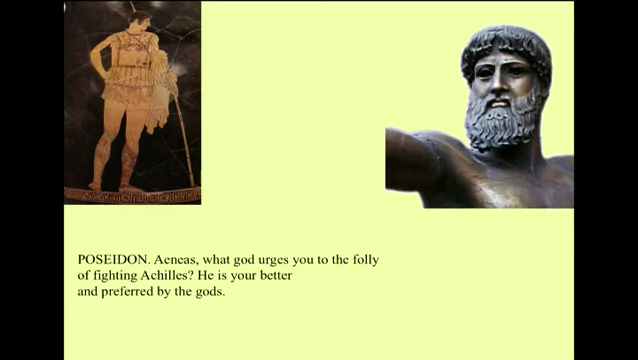 POSEIDON. Aeneas, what god urges you to the folly
of fighting Achilles? He is your better
and preferred by the gods.